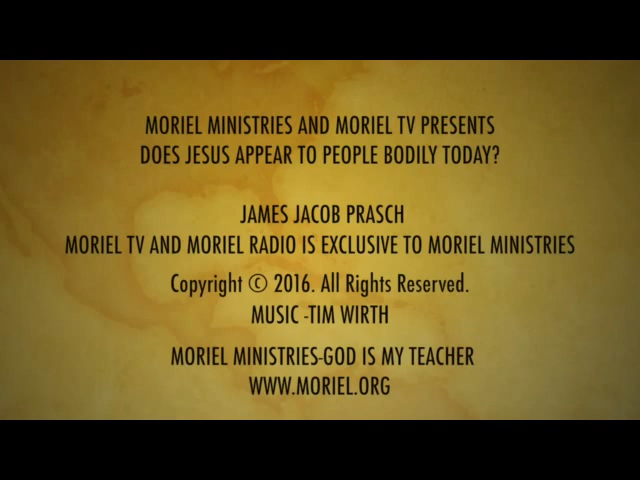 MORIEL MINISTRIES AND MORIEL TV PRESENTS
DOES JESUS APPEAR TO PEOPLE BODILY TODAY?
JAMES JACOB PRASCH
MORIEL TV AND MORIEL RADIO IS EXCLUSIVE TO MORIEL MINISTRIES
Copyright © 2016. All Rights Reserved.
MUSIC -TIM WIRTH
MORIEL MINISTRIES-GOD IS MY TEACHER
WWW.MORIEL.ORG